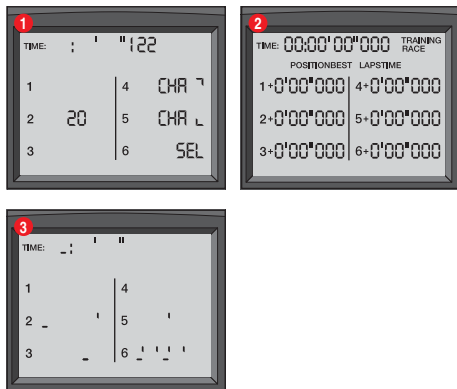 1
TIME: : ' "122
1 4 CHA ㄱ
2 20 5 CHA ㄴ
3 6 SEL
2
TIME: 00:00'00"000 TRAINING
RACE
POSITIONBEST LAPSTIME
1+0'00"000 4+0'00"000
2+0'00"000 5+0'00"000
3+0'00"000 6+0'00"000
3
TIME: _: ' "
1 4
2 _ ' 5 '
3 _ 6 _' _' _' '